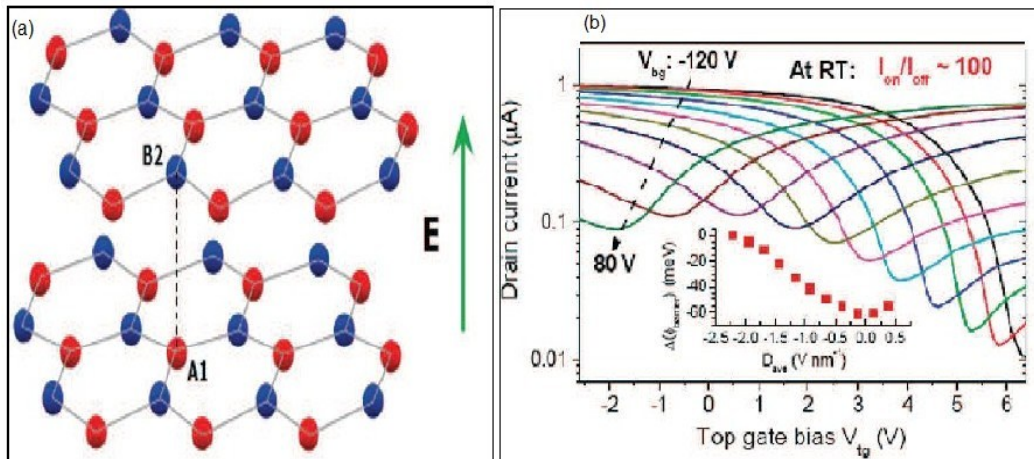 (a)
B2
A1
E
(b)
V_bg: -120 V
At RT: I_on/I_off ~ 100
80 V
Drain current (μA)
1
0.1
0.01
-2 -1 0 1 2 3 4 5 6
Top gate bias V_tg (V)
Δ(ϕ_barrier) (meV)
0
-20
-40
-60
-2.5 -2.0 -1.5 -1.0 -0.5 0.0 0.5
D_ave (V nm⁻¹)